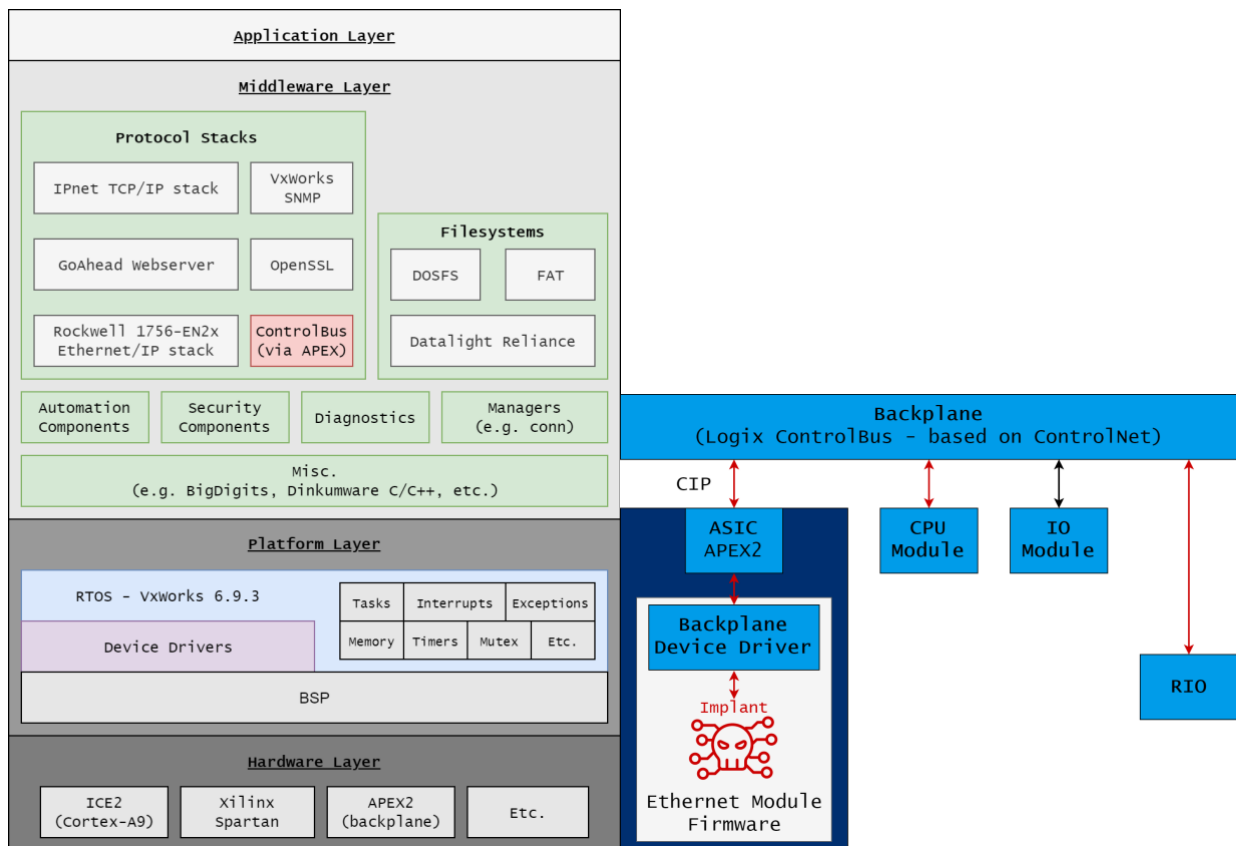 Application Layer
Middleware Layer
Protocol Stacks
IPnet TCP/IP stack
VxWorks
SNMP
GoAhead Webserver
OpenSSL
Rockwell 1756-EN2x
Ethernet/IP stack
ControlBus
(via APEX)
Filesystems
DOSFS
FAT
Datalight Reliance
Automation
Components
Security
Components
Diagnostics
Managers
(e.g. conn)
Misc.
(e.g. BigDigits, Dinkumware C/C++, etc.)
Platform Layer
RTOS - VxWorks 6.9.3
Tasks
Interrupts
Exceptions
Memory
Timers
Mutex
Etc.
Device Drivers
BSP
Hardware Layer
ICE2
(Cortex-A9)
Xilinx
Spartan
APEX2
(backplane)
Etc.
Backplane
(Logix ControlBus - based on ControlNet)
CIP
ASIC
APEX2
CPU
Module
IO
Module
Backplane
Device Driver
RIO
Implant
Ethernet Module
Firmware